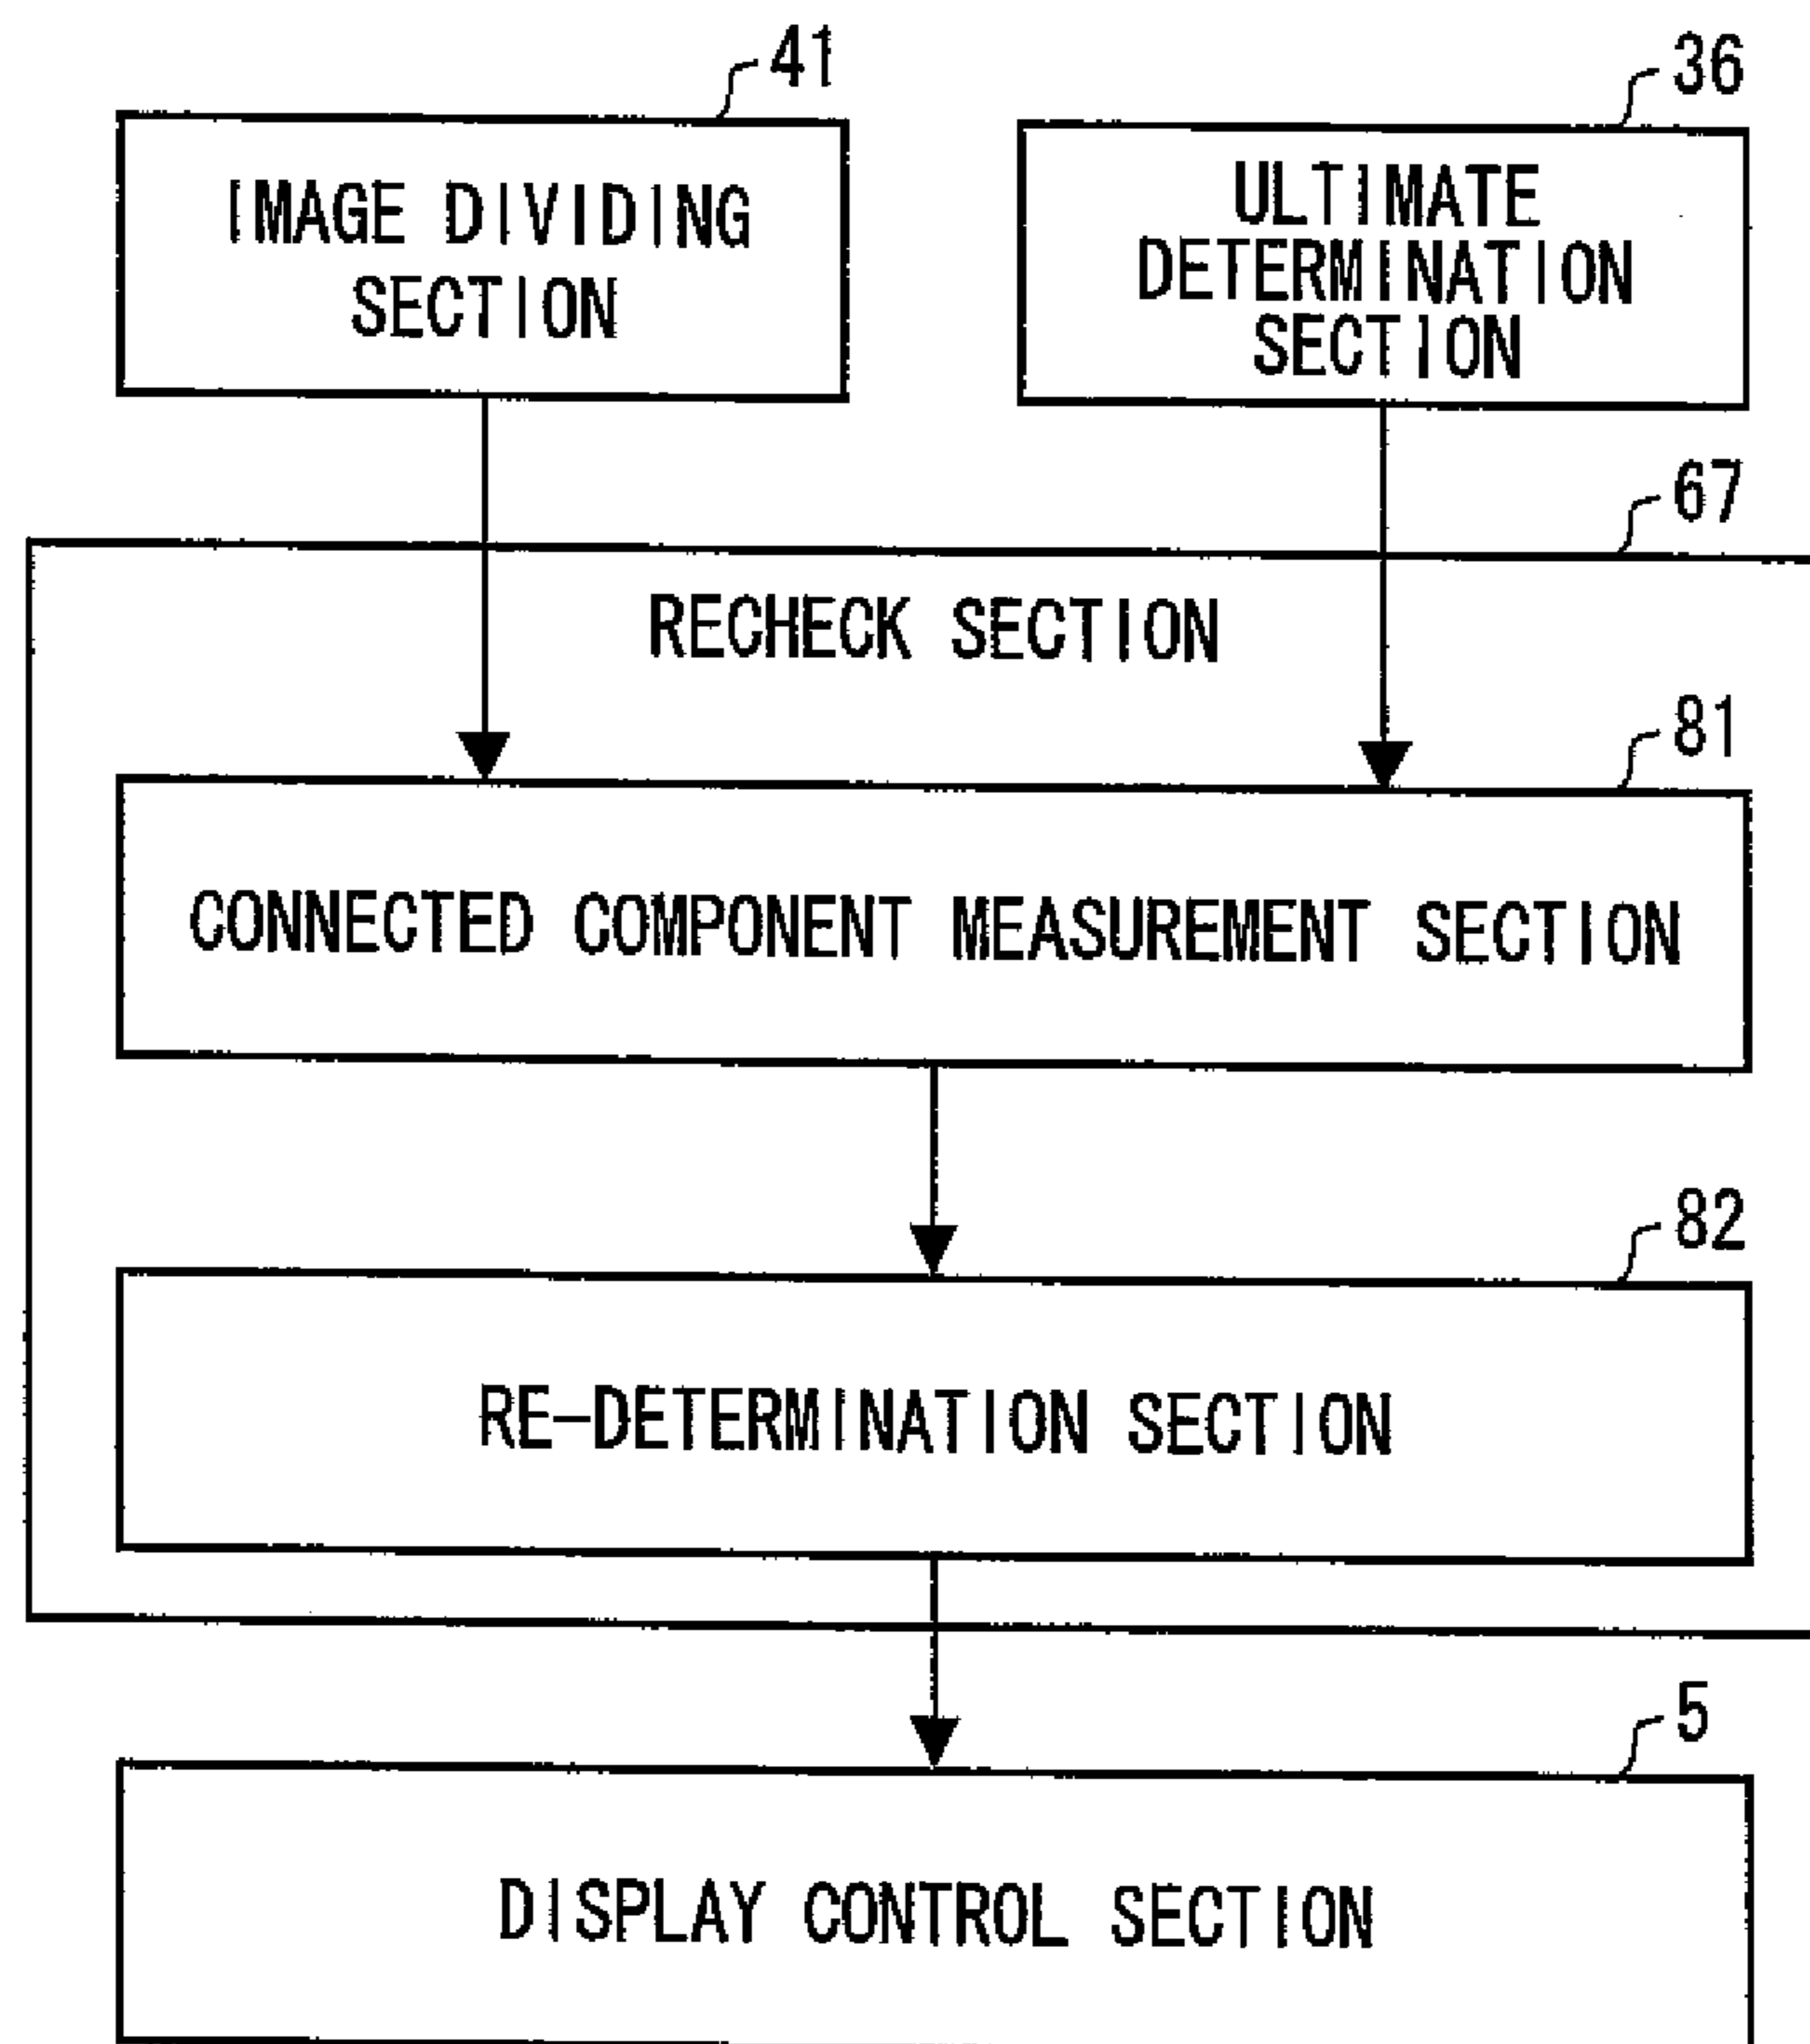 41
36
IMAGE DIVIDING
SECTION
ULTIMATE
DETERMINATION
SECTION
67
RECHECK SECTION
81
CONNECTED COMPONENT MEASUREMENT SECTION
82
RE-DETERMINATION SECTION
5
DISPLAY CONTROL SECTION